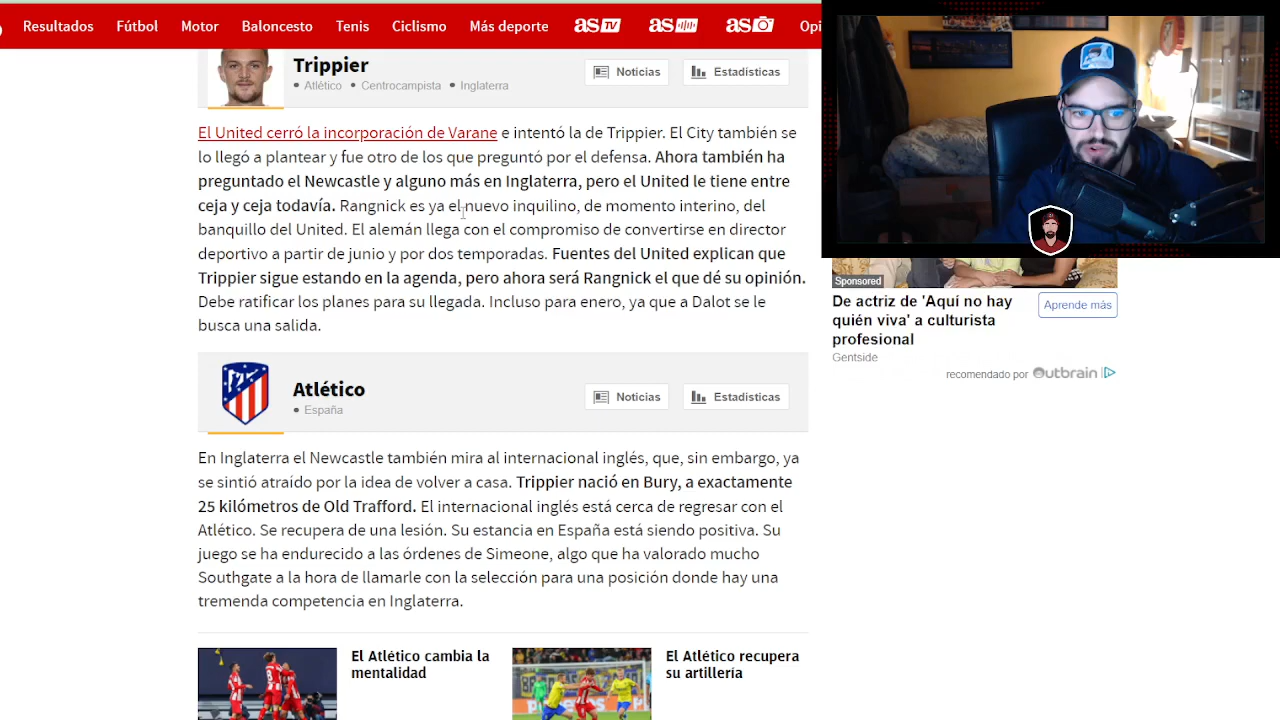 Resultados Fútbol Motor Baloncesto Tenis Ciclismo Más deporte as TV as as Opi
Trippier
Atlético Centrocampista Inglaterra
Noticias Estadísticas
El United cerró la incorporación de Varane e intentó la de Trippier. El City también se
lo llegó a plantear y fue otro de los que preguntó por el defensa. Ahora también ha
preguntado el Newcastle y alguno más en Inglaterra, pero el United le tiene entre
ceja y ceja todavía. Rangnick es ya el nuevo inquilino, de momento interino, del
banquillo del United. El alemán llega con el compromiso de convertirse en director
deportivo a partir de junio y por dos temporadas. Fuentes del United explican que
Trippier sigue estando en la agenda, pero ahora será Rangnick el que dé su opinión.
Debe ratificar los planes para su llegada. Incluso para enero, ya que a Dalot se le
busca una salida.
Atlético
España
Noticias Estadísticas
En Inglaterra el Newcastle también mira al internacional inglés, que, sin embargo, ya
se sintió atraído por la idea de volver a casa. Trippier nació en Bury, a exactamente
25 kilómetros de Old Trafford. El internacional inglés está cerca de regresar con el
Atlético. Se recupera de una lesión. Su estancia en España está siendo positiva. Su
juego se ha endurecido a las órdenes de Simeone, algo que ha valorado mucho
Southgate a la hora de llamarle con la selección para una posición donde hay una
tremenda competencia en Inglaterra.
El Atlético cambia la
mentalidad
El Atlético recupera
su artillería
Sponsored
De actriz de 'Aquí no hay
quién viva' a culturista
profesional
Aprende más
Gentside
recomendado por Outbrain